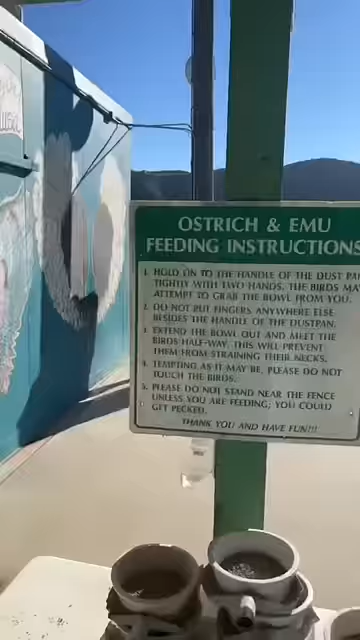 OSTRICH & EMU
FEEDING INSTRUCTIONS
1. HOLD ON TO THE HANDLE OF THE DUST PAN
TIGHTLY WITH TWO HANDS, THE BIRDS MAY
ATTEMPT TO GRAB THE BOWL FROM YOU.
2. DO NOT PUT FINGERS ANYWHERE ELSE
BESIDES THE HANDLE OF THE DUSTPAN.
3. EXTEND THE BOWL OUT AND MEET THE
BIRDS HALF-WAY, THIS WILL PREVENT
THEM FROM STRAINING THEIR NECKS.
4. TEMPTING AS IT MAY BE, PLEASE DO NOT
TOUCH THE BIRDS.
5. PLEASE DO NOT STAND NEAR THE FENCE
UNLESS YOU ARE FEEDING, YOU COULD
GET PECKED.
THANK YOU AND HAVE FUN!!!